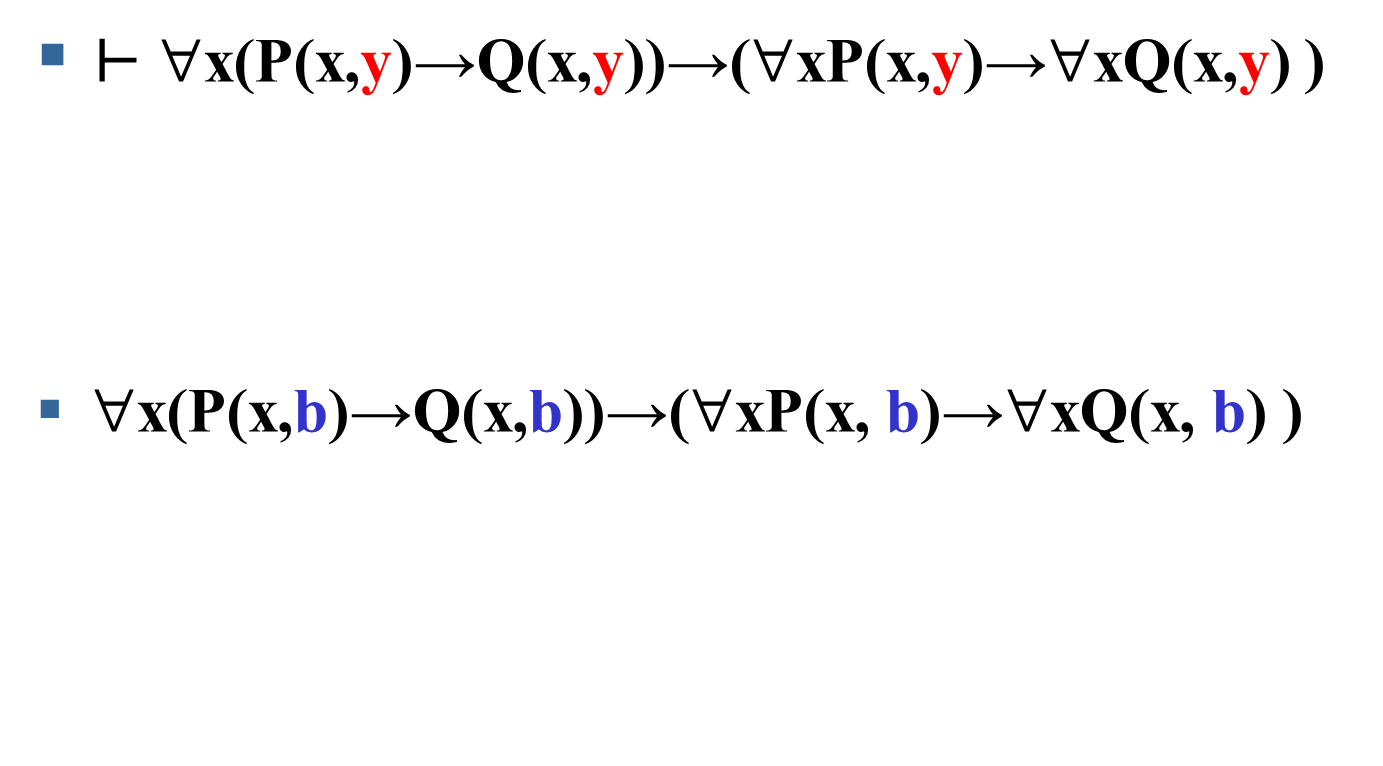 ▪ ⊢ ∀x(P(x,y)→Q(x,y))→(∀xP(x,y)→∀xQ(x,y) )
▪ ∀x(P(x,b)→Q(x,b))→(∀xP(x, b)→∀xQ(x, b) )